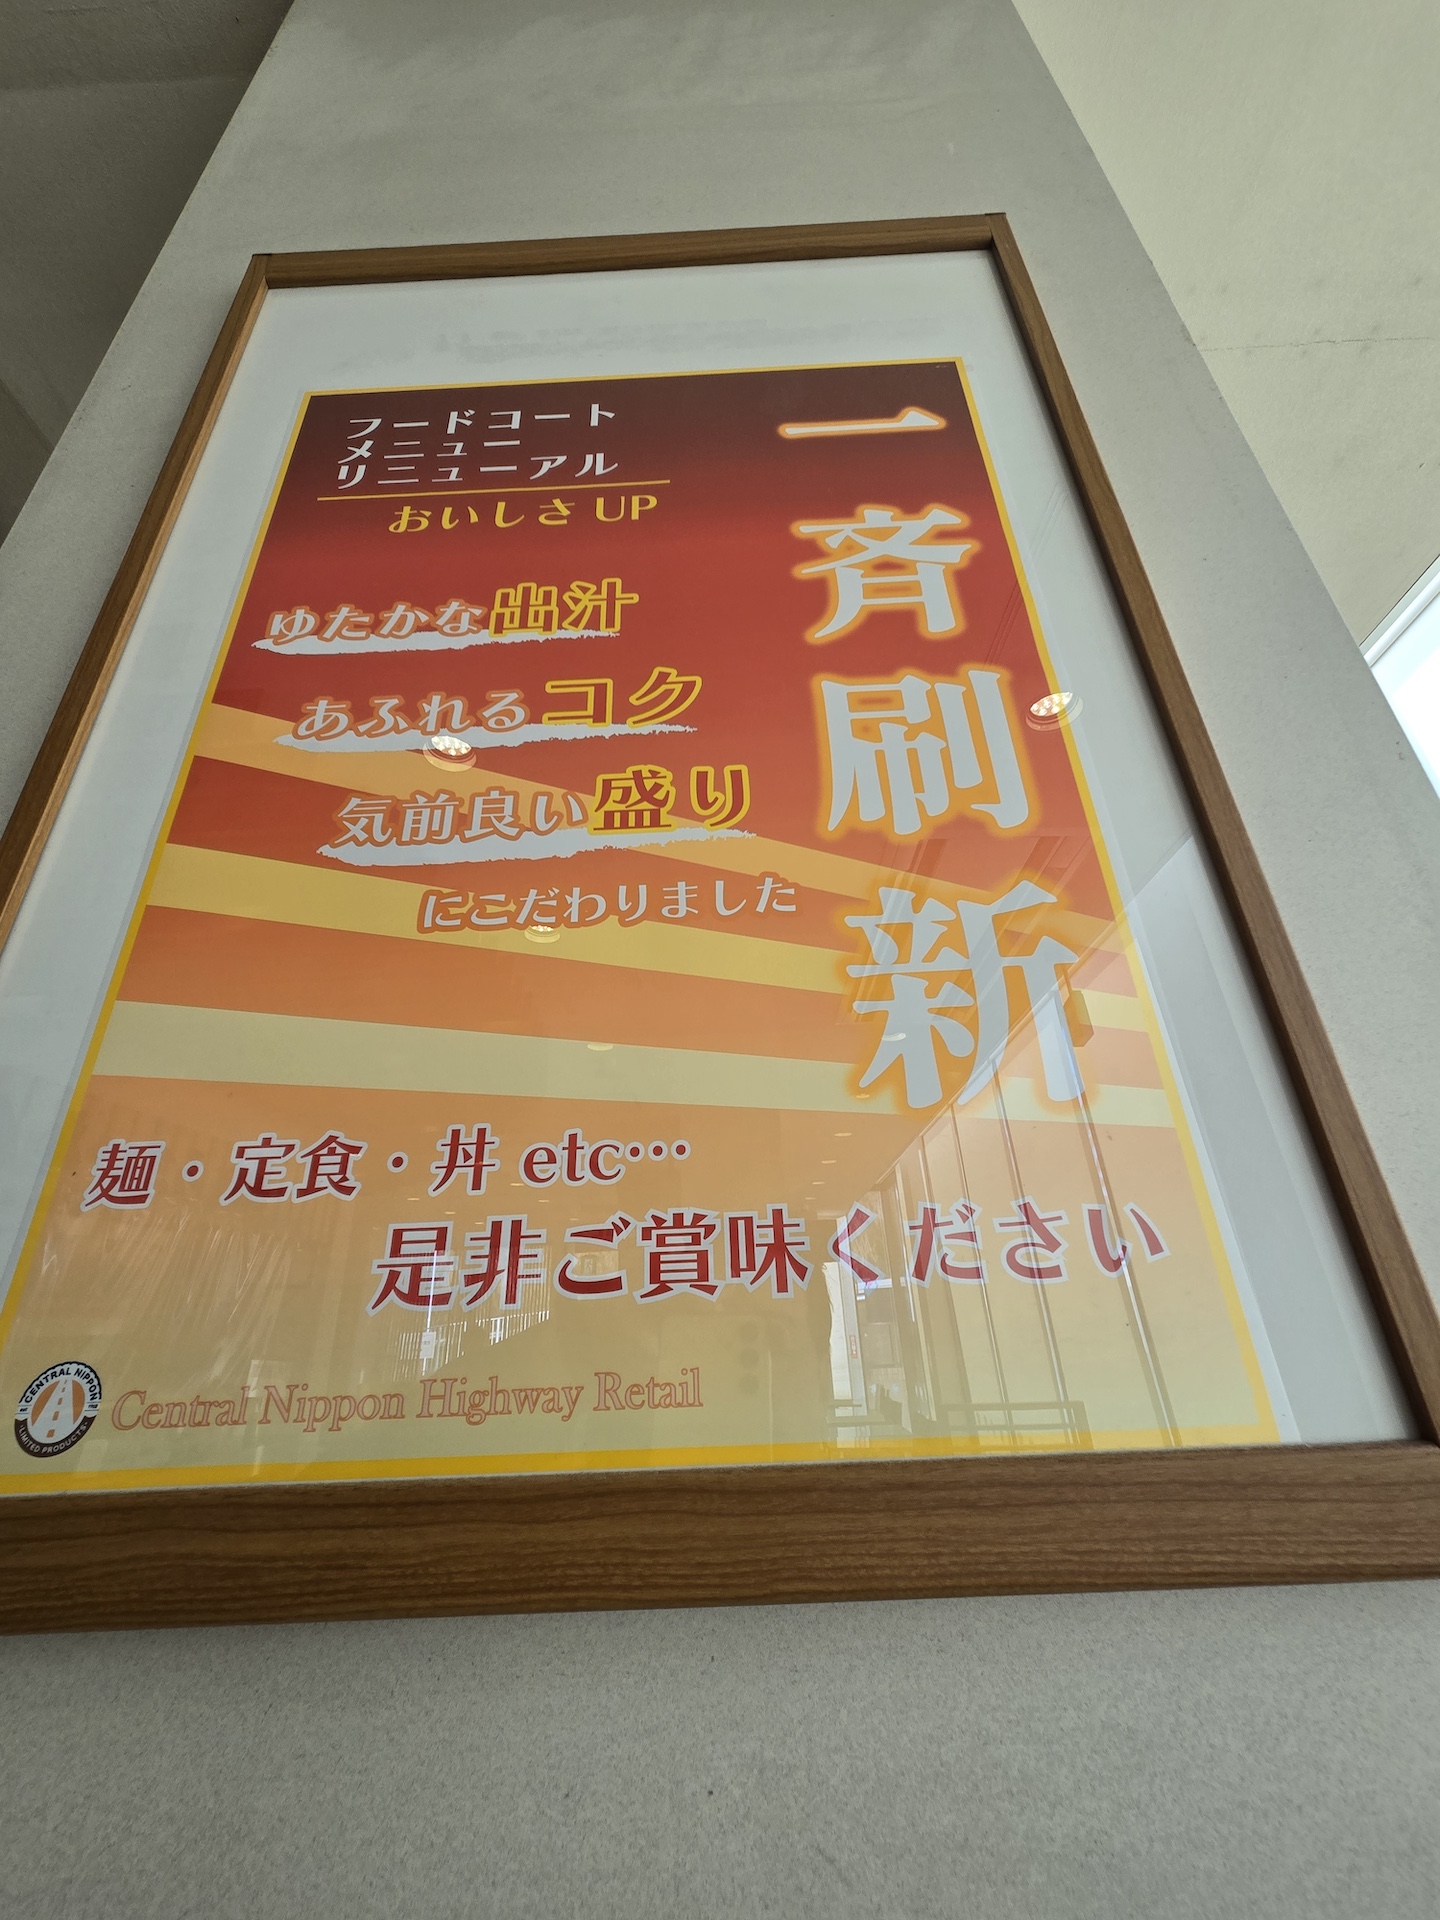 一斉刷新
フードコート
メニュー
リニューアル
おいしさ UP
ゆたかな出汁
あふれるコク
気前良い盛り
にこだわりました
麺・定食・丼 etc…
是非ご賞味ください
CENTRAL NIPPON
LIMITED PRODUCTS
Central Nippon Highway Retail